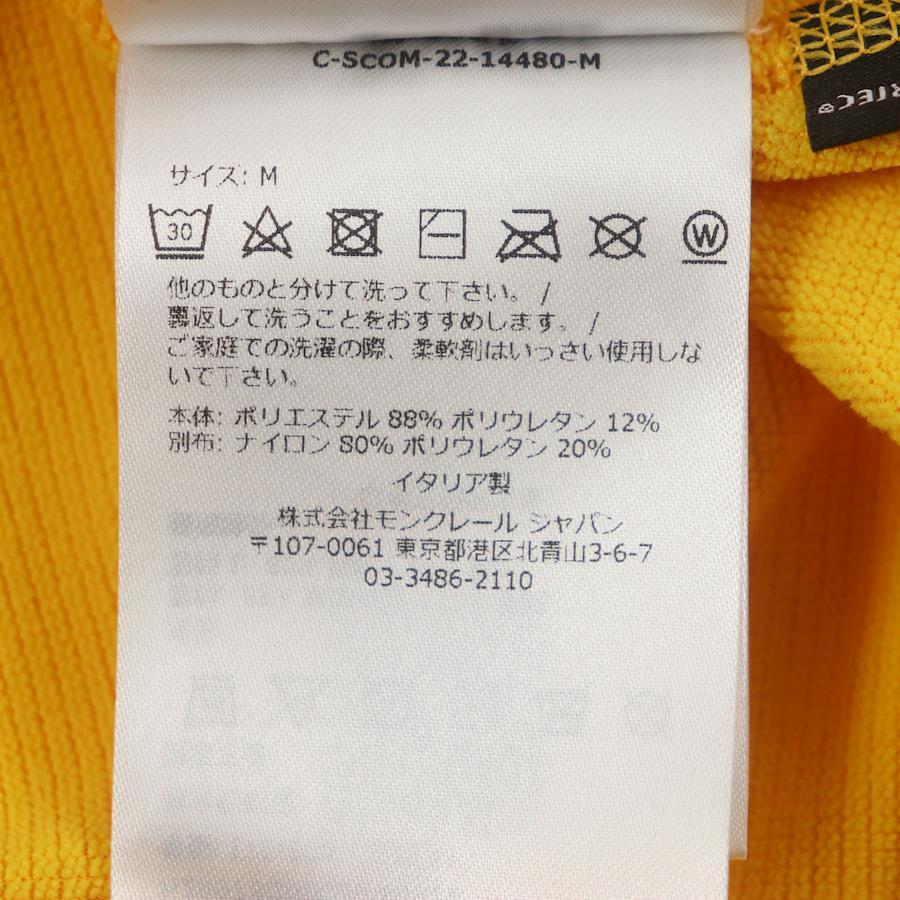 C-SCOM-22-14480-M
サイズ: M
30
W
他のものと分けて洗って下さい。 /
裏返して洗うことをおすすめします。 /
ご家庭での洗濯の際、柔軟剤はいっさい使用しな
いで下さい。
本体: ポリエステル 88% ポリウレタン 12%
別布: ナイロン 80% ポリウレタン 20%
イタリア製
株式会社モンクレール ジャパン
〒107-0061 東京都港区北青山3-6-7
03-3486-2110